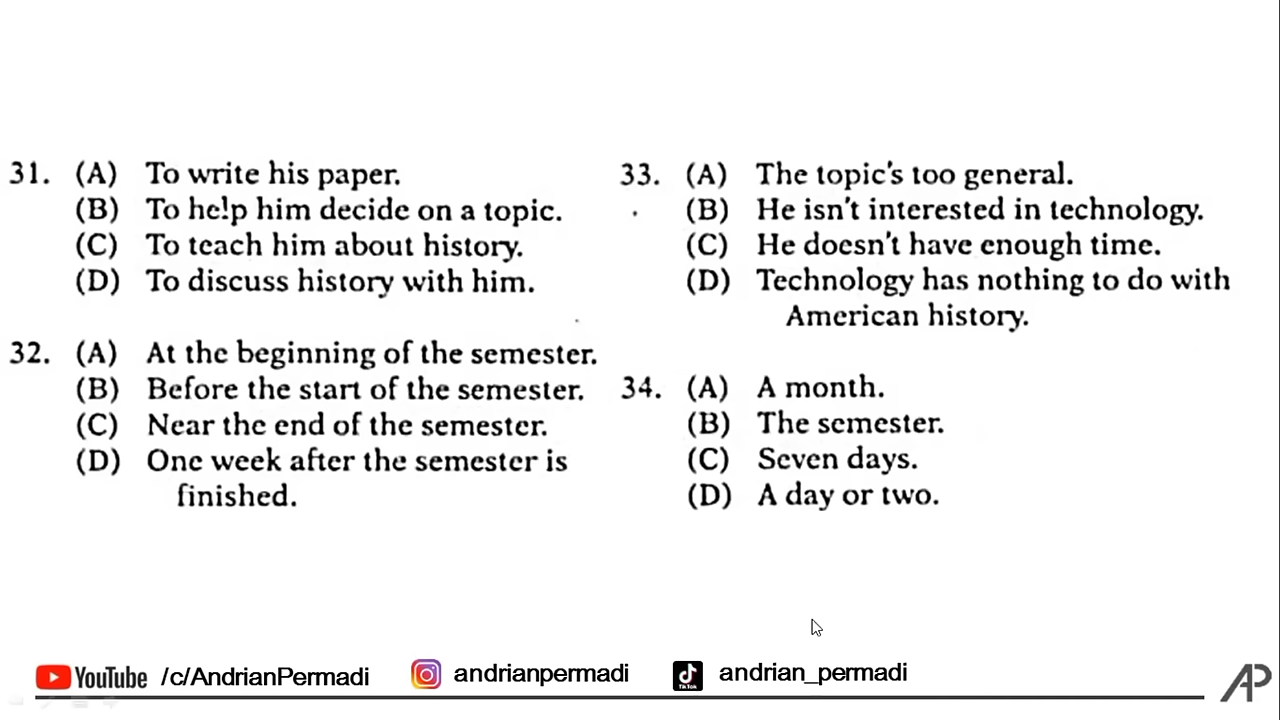 31. (A) To write his paper.
(B) To help him decide on a topic.
(C) To teach him about history.
(D) To discuss history with him.
32. (A) At the beginning of the semester.
(B) Before the start of the semester.
(C) Near the end of the semester.
(D) One week after the semester is
finished.
33. (A) The topic's too general.
(B) He isn't interested in technology.
(C) He doesn't have enough time.
(D) Technology has nothing to do with
American history.
34. (A) A month.
(B) The semester.
(C) Seven days.
(D) A day or two.
YouTube /c/AndrianPermadi
andrianpermadi
TikTok
andrian_permadi
AP